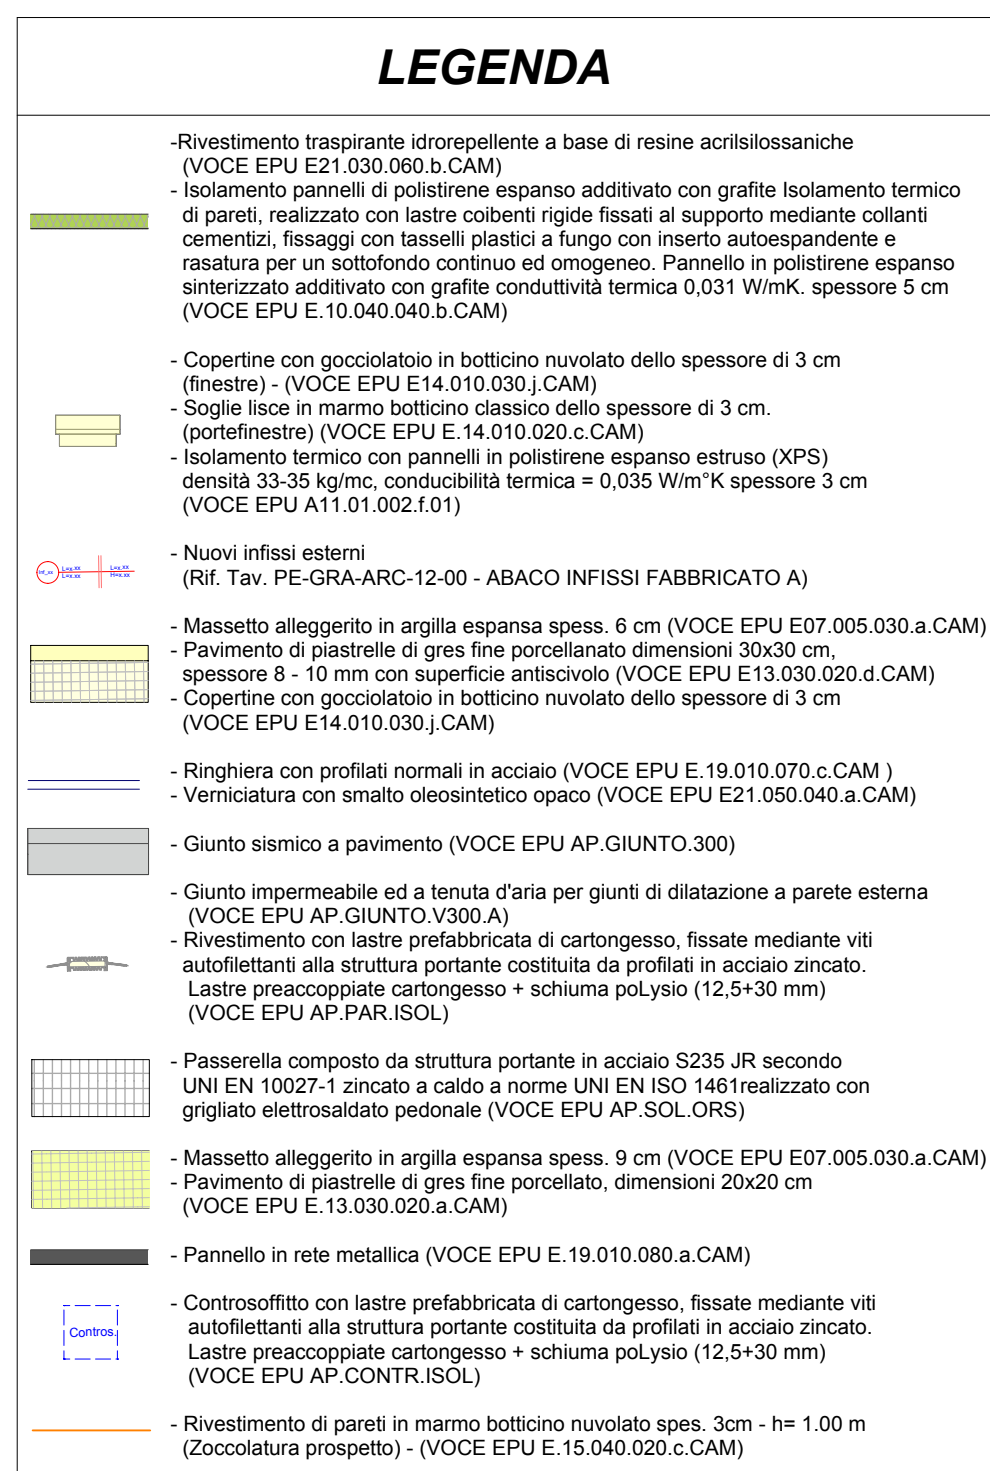 LEGENDA
-Rivestimento traspirante idrorepellente a base di resine acrilsilossaniche
(VOCE EPU E21.030.060.b.CAM)
- Isolamento pannelli di polistirene espanso additivato con grafite Isolamento termico
di pareti, realizzato con lastre coibenti rigide fissati al supporto mediante collanti
cementizi, fissaggi con tasselli plastici a fungo con inserto autoespandente e
rasatura per un sottofondo continuo ed omogeneo. Pannello in polistirene espanso
sinterizzato additivato con grafite conduttività termica 0,031 W/mK. spessore 5 cm
(VOCE EPU E.10.040.040.b.CAM)
- Copertine con gocciolatoio in botticino nuvolato dello spessore di 3 cm
(finestre) - (VOCE EPU E14.010.030.j.CAM)
- Soglie lisce in marmo botticino classico dello spessore di 3 cm.
(portefinestre) (VOCE EPU E.14.010.020.c.CAM)
- Isolamento termico con pannelli in polistirene espanso estruso (XPS)
densità 33-35 kg/mc, conducibilità termica = 0,035 W/m°K spessore 3 cm
(VOCE EPU A11.01.002.f.01)
Inf_xx L=x.xx L=x.xx
L=x.xx H=x.xx
- Nuovi infissi esterni
(Rif. Tav. PE-GRA-ARC-12-00 - ABACO INFISSI FABBRICATO A)
- Massetto alleggerito in argilla espansa spess. 6 cm (VOCE EPU E07.005.030.a.CAM)
- Pavimento di piastrelle di gres fine porcellanato dimensioni 30x30 cm,
spessore 8 - 10 mm con superficie antiscivolo (VOCE EPU E13.030.020.d.CAM)
- Copertine con gocciolatoio in botticino nuvolato dello spessore di 3 cm
(VOCE EPU E14.010.030.j.CAM)
- Ringhiera con profilati normali in acciaio (VOCE EPU E.19.010.070.c.CAM )
- Verniciatura con smalto oleosintetico opaco (VOCE EPU E21.050.040.a.CAM)
- Giunto sismico a pavimento (VOCE EPU AP.GIUNTO.300)
- Giunto impermeabile ed a tenuta d'aria per giunti di dilatazione a parete esterna
(VOCE EPU AP.GIUNTO.V300.A)
- Rivestimento con lastre prefabbricata di cartongesso, fissate mediante viti
autofilettanti alla struttura portante costituita da profilati in acciaio zincato.
Lastre preaccoppiate cartongesso + schiuma poLysio (12,5+30 mm)
(VOCE EPU AP.PAR.ISOL)
- Passerella composto da struttura portante in acciaio S235 JR secondo
UNI EN 10027-1 zincato a caldo a norme UNI EN ISO 1461realizzato con
grigliato elettrosaldato pedonale (VOCE EPU AP.SOL.ORS)
- Massetto alleggerito in argilla espansa spess. 9 cm (VOCE EPU E07.005.030.a.CAM)
- Pavimento di piastrelle di gres fine porcellato, dimensioni 20x20 cm
(VOCE EPU E.13.030.020.a.CAM)
- Pannello in rete metallica (VOCE EPU E.19.010.080.a.CAM)
Contros.
- Controsoffitto con lastre prefabbricata di cartongesso, fissate mediante viti
autofilettanti alla struttura portante costituita da profilati in acciaio zincato.
Lastre preaccoppiate cartongesso + schiuma poLysio (12,5+30 mm)
(VOCE EPU AP.CONTR.ISOL)
- Rivestimento di pareti in marmo botticino nuvolato spes. 3cm - h= 1.00 m
(Zoccolatura prospetto) - (VOCE EPU E.15.040.020.c.CAM)